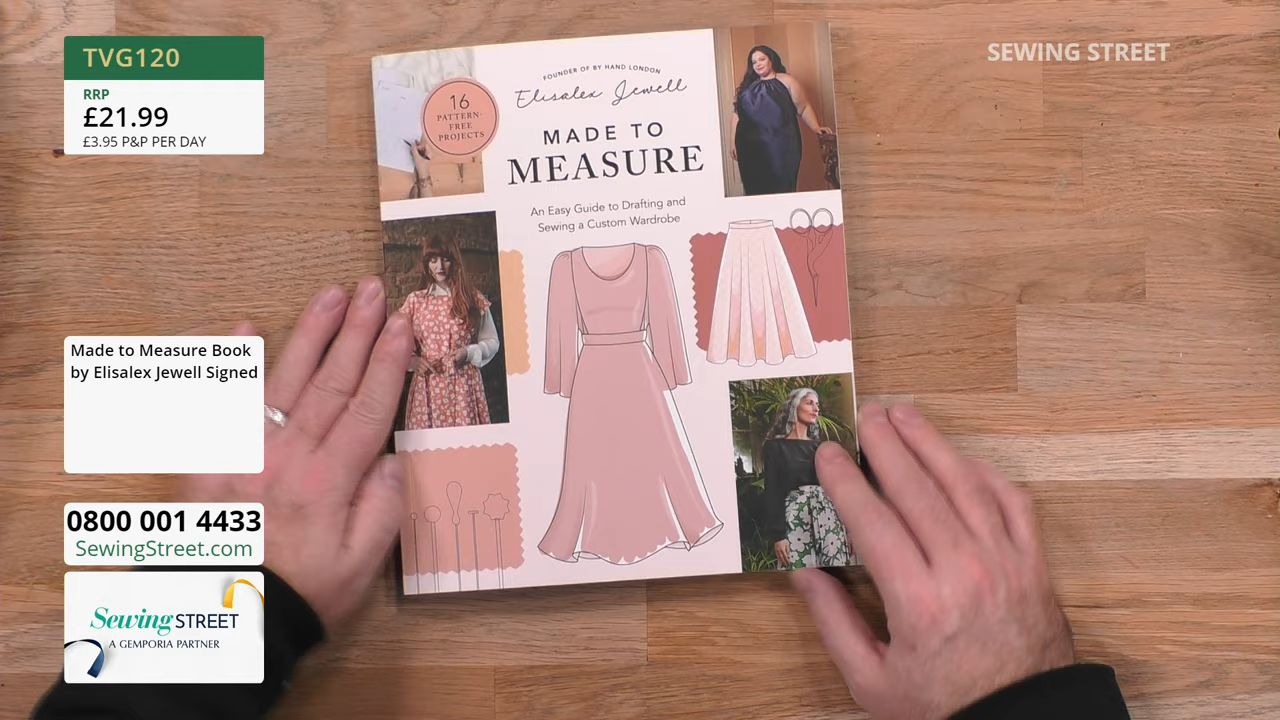 TVG120
RRP
£21.99
£3.95 P&P PER DAY
SEWING STREET
16
PATTERN-
FREE
PROJECTS
FOUNDER OF BY HAND LONDON
Elisalex Jewell
MADE TO
MEASURE
An Easy Guide to Drafting and
Sewing a Custom Wardrobe
Made to Measure Book
by Elisalex Jewell Signed
0800 001 4433
SewingStreet.com
Sewing STREET
A GEMPORIA PARTNER